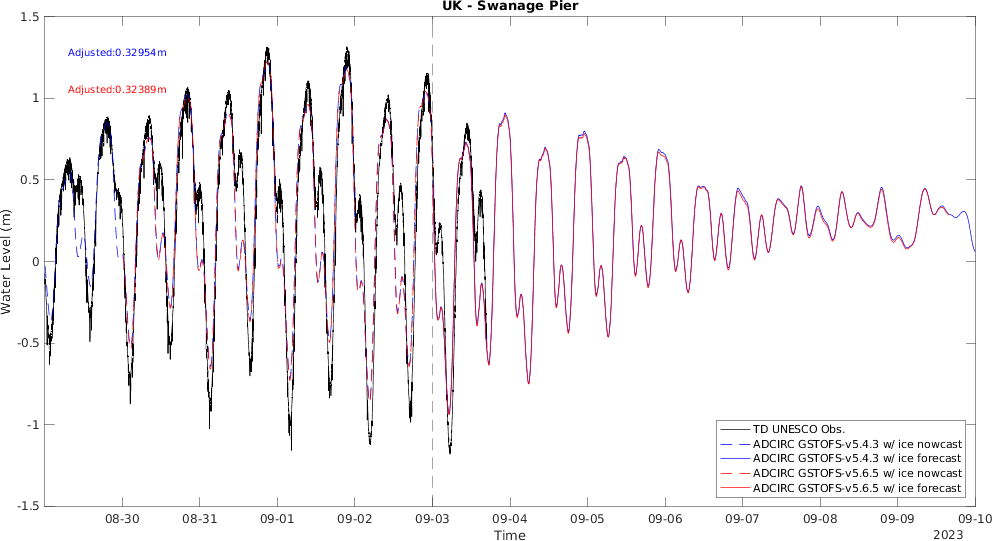 UK - Swanage Pier
Adjusted:0.32954m
Adjusted:0.32389m
Water Level (m)
1.5
1
0.5
0
-0.5
-1
-1.5
08-30
08-31
09-01
09-02
09-03
09-04
09-05
09-06
09-07
09-08
09-09
09-10
Time
2023
TD UNESCO Obs.
ADCIRC GSTOFS-v5.4.3 w/ ice nowcast
ADCIRC GSTOFS-v5.4.3 w/ ice forecast
ADCIRC GSTOFS-v5.6.5 w/ ice nowcast
ADCIRC GSTOFS-v5.6.5 w/ ice forecast